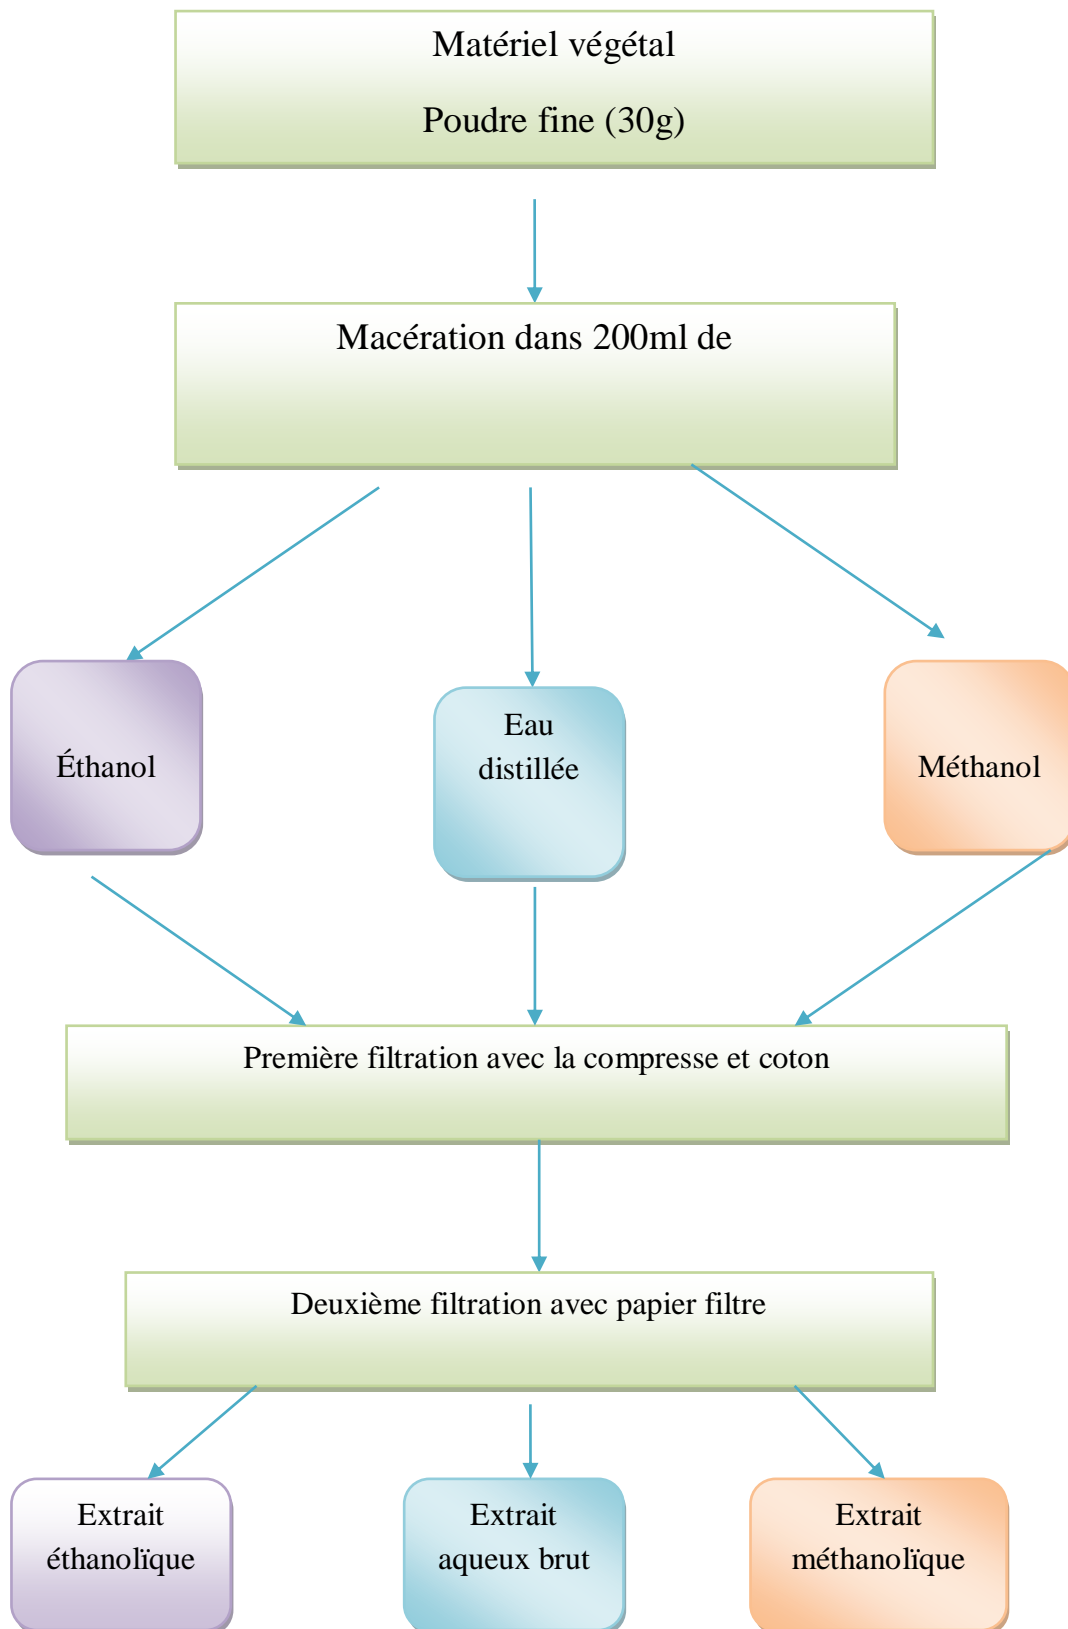 Matériel végétal
Poudre fine (30g)
Macération dans 200ml de
Éthanol
Eau
distillée
Méthanol
Première filtration avec la compresse et coton
Deuxième filtration avec papier filtre
Extrait
éthanolïque
Extrait
aqueux brut
Extrait
méthanolïque